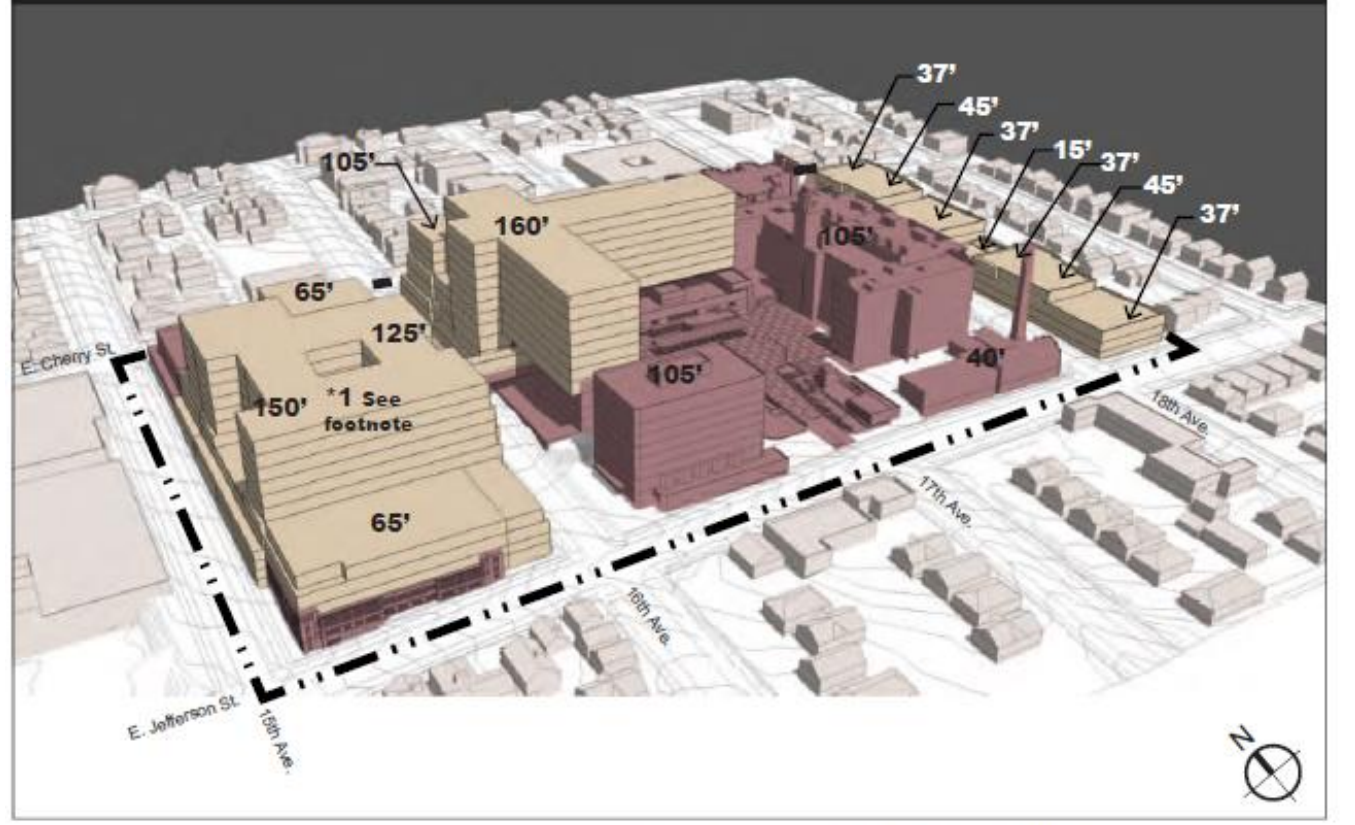 37’
45’
37’
15’
37’
45’
37’
105’
160’
105’
65’
125’
E. Cherry St.
105’
40’
150’
*1 See
footnote
65’
18th Ave.
17th Ave.
16th Ave.
E. Jefferson St.
15th Ave.
N